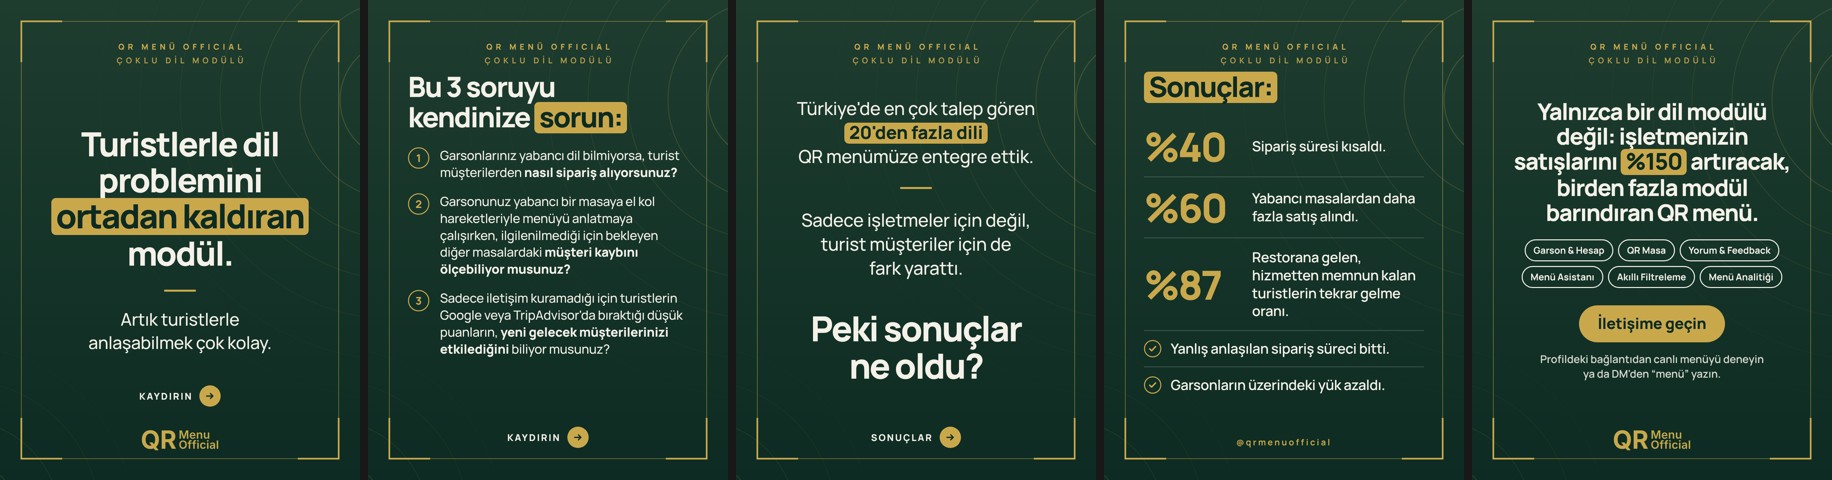 QR MENÜ OFFICIAL
ÇOKLU DİL MODÜLÜ
Turistlerle dil
problemini
ortadan kaldıran
modül.
Artık turistlerle
anlaşabilmek çok kolay.
KAYDIRIN
QR Menu
Official
QR MENÜ OFFICIAL
ÇOKLU DİL MODÜLÜ
Bu 3 soruyu
kendinize sorun:
1 Garsonlarınız yabancı dil bilmiyorsa, turist
müşterilerden nasıl sipariş alıyorsunuz?
2 Garsonunuz yabancı bir masaya el kol
hareketleriyle menüyü anlatmaya
çalışırken, ilgilenilmediği için bekleyen
diğer masalardaki müşteri kaybını
ölçebiliyor musunuz?
3 Sadece iletişim kuramadığı için turistlerin
Google veya TripAdvisor'da bıraktığı düşük
puanların, yeni gelecek müşterilerinizi
etkilediğini biliyor musunuz?
KAYDIRIN
QR MENÜ OFFICIAL
ÇOKLU DİL MODÜLÜ
Türkiye'de en çok talep gören
20'den fazla dili
QR menümüze entegre ettik.
Sadece işletmeler için değil,
turist müşteriler için de
fark yarattı.
Peki sonuçlar
ne oldu?
SONUÇLAR
QR MENÜ OFFICIAL
ÇOKLU DİL MODÜLÜ
Sonuçlar:
%40 Sipariş süresi kısaldı.
%60 Yabancı masalardan daha
fazla satış alındı.
%87 Restorana gelen,
hizmetten memnun kalan
turistlerin tekrar gelme
oranı.
Yanlış anlaşılan sipariş süreci bitti.
Garsonların üzerindeki yük azaldı.
@qrmenuofficial
QR MENÜ OFFICIAL
ÇOKLU DİL MODÜLÜ
Yalnızca bir dil modülü
değil: işletmenizin
satışlarını %150 artıracak,
birden fazla modül
barındıran QR menü.
Garson & Hesap QR Masa Yorum & Feedback
Menü Asistanı Akıllı Filtreleme Menü Analitiği
İletişime geçin
Profildeki bağlantıdan canlı menüyü deneyin
ya da DM'den “menü” yazın.
QR Menu
Official